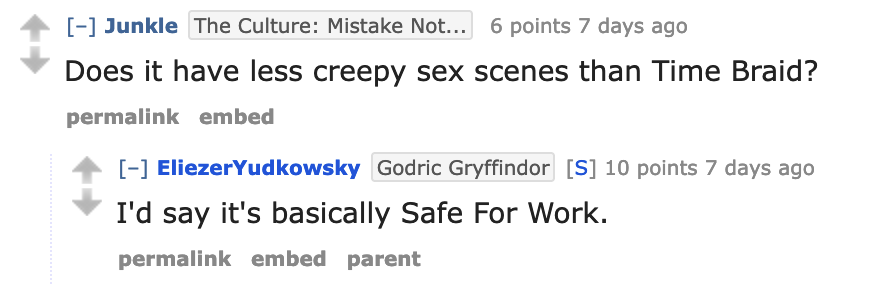 [–] Junkle The Culture: Mistake Not... 6 points 7 days ago
Does it have less creepy sex scenes than Time Braid?
permalink embed
[–] EliezerYudkowsky Godric Gryffindor [S] 10 points 7 days ago
I'd say it's basically Safe For Work.
permalink embed parent